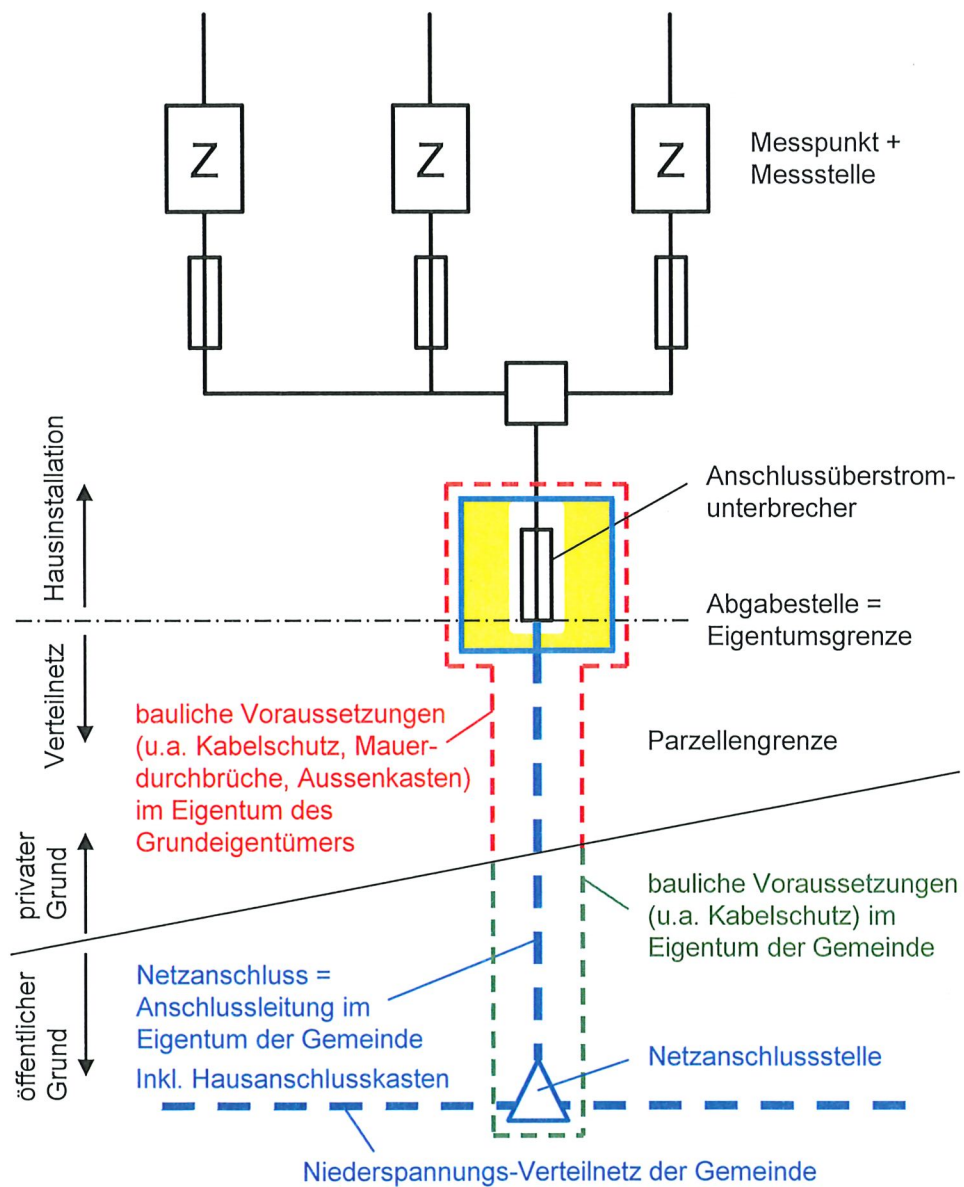 Z
Z
Z
Messpunkt +
Messstelle
Hausinstallation
Anschlussüberstrom-
unterbrecher
Abgabestelle =
Eigentumsgrenze
Verteilnetz
bauliche Voraussetzungen
(u.a. Kabelschutz, Mauer-
durchbrüche, Aussenkasten)
im Eigentum des
Grundeigentümers
Parzellengrenze
privater
Grund
bauliche Voraussetzungen
(u.a. Kabelschutz) im
Eigentum der Gemeinde
öffentlicher
Grund
Netzanschluss =
Anschlussleitung im
Eigentum der Gemeinde
Inkl. Hausanschlusskasten
Netzanschlussstelle
Niederspannungs-Verteilnetz der Gemeinde